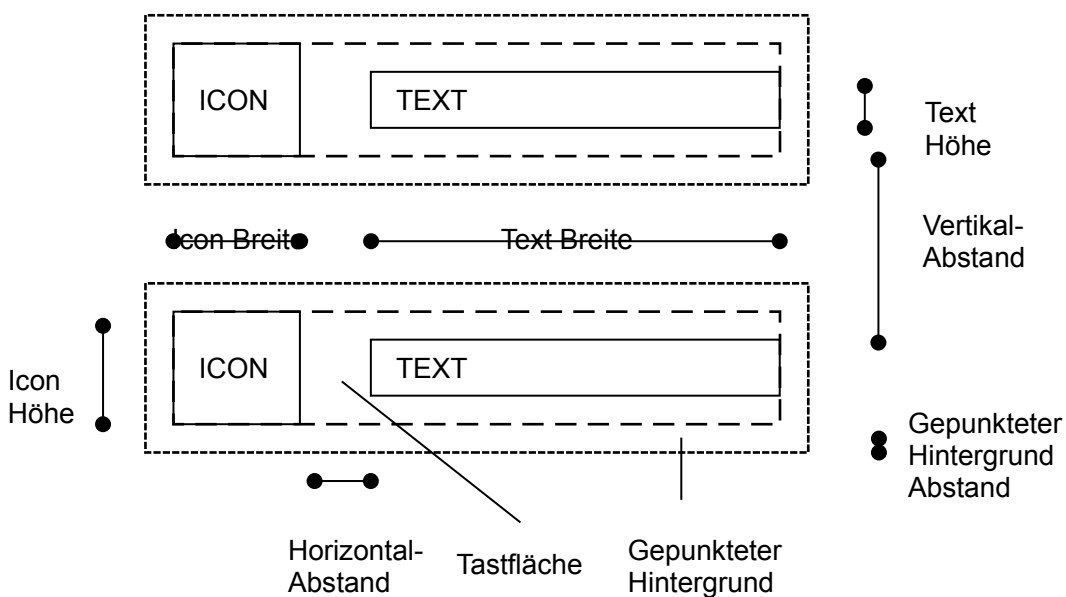 ICON
TEXT
Text
Höhe
Icon Breite
Text Breite
Vertikal-
Abstand
ICON
TEXT
Icon
Höhe
Gepunkteter
Hintergrund
Abstand
Horizontal-
Abstand
Tastfläche
Gepunkteter
Hintergrund